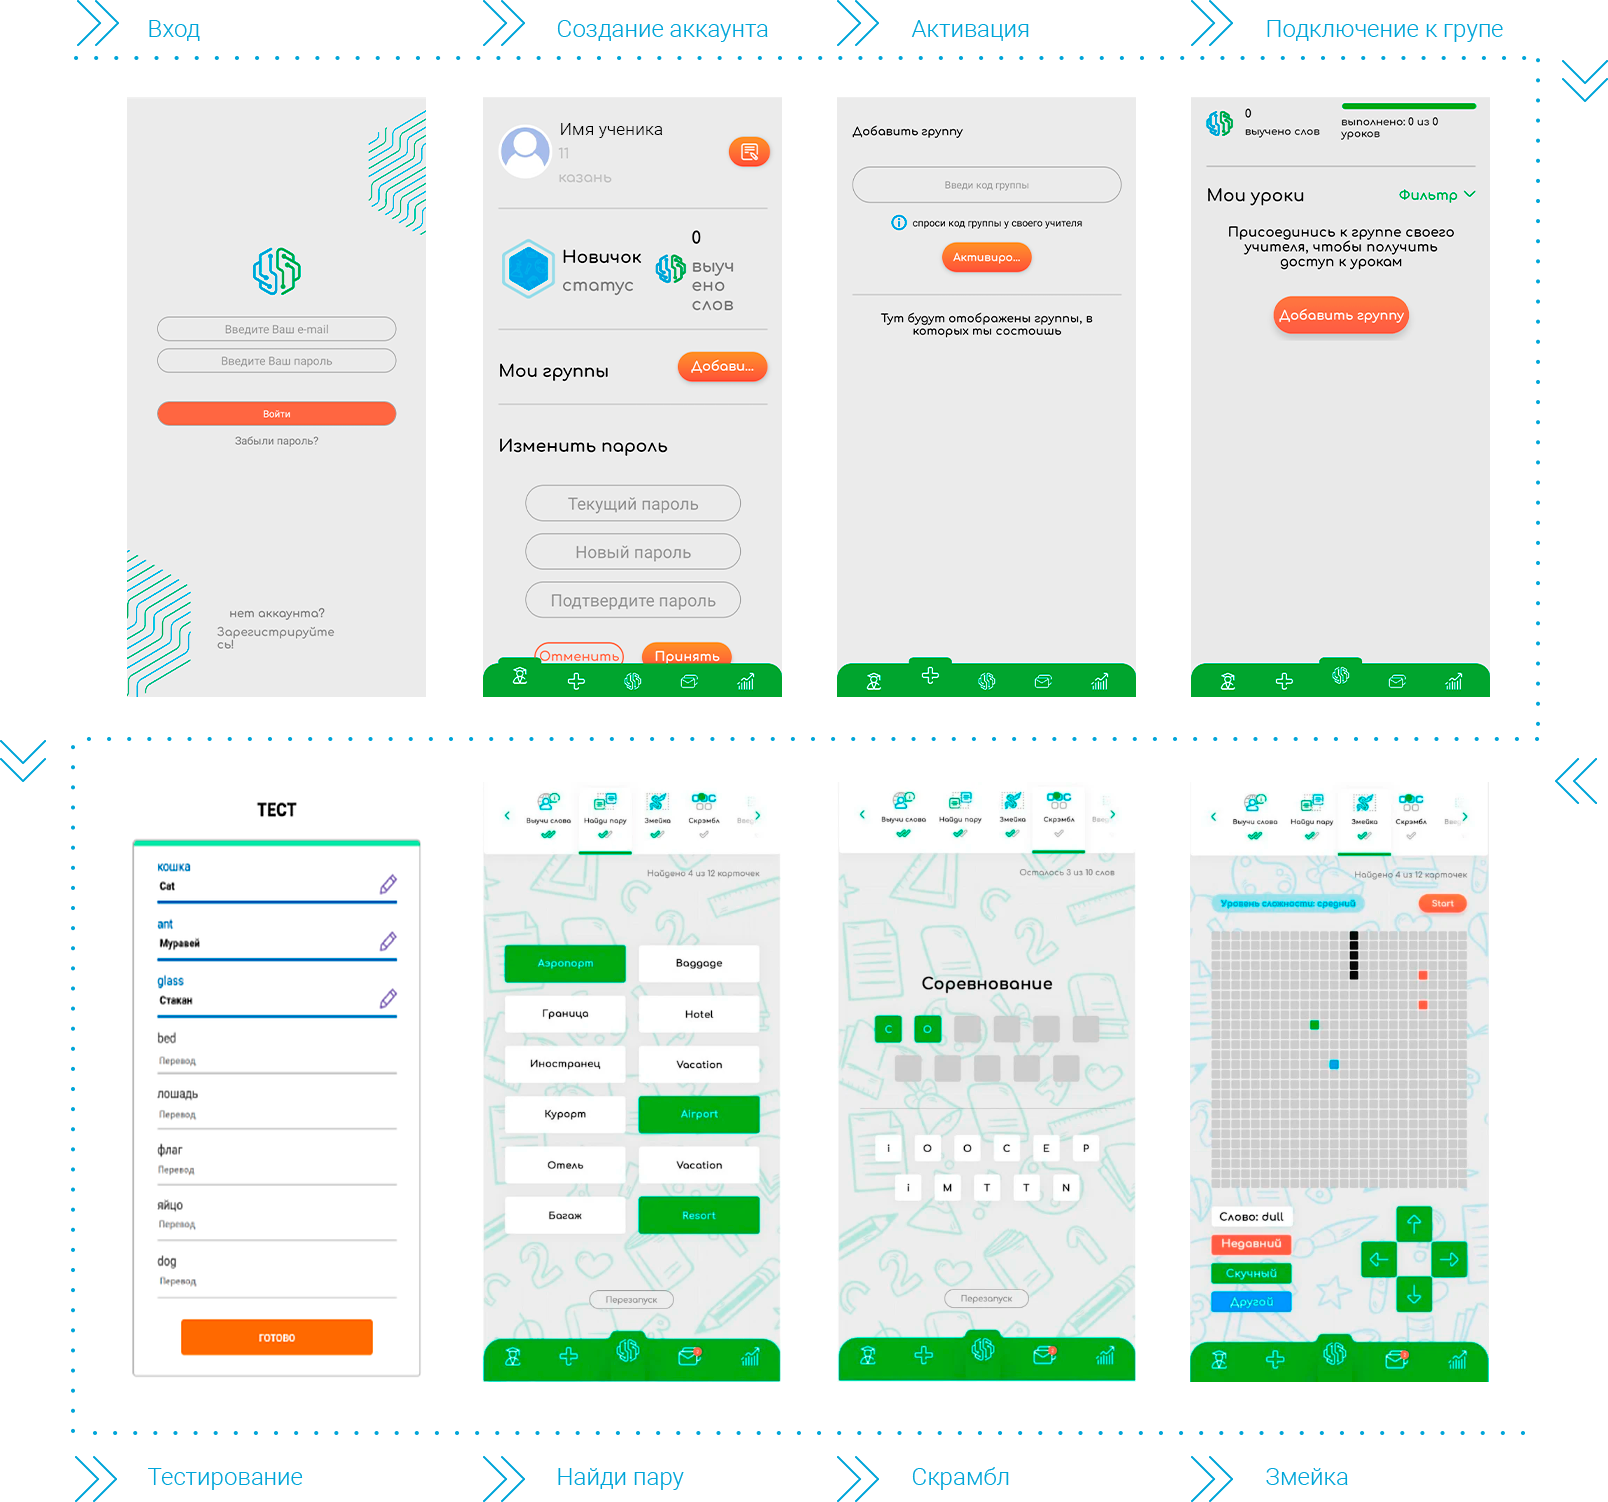 Вход
Создание аккаунта
Активация
Подключение к групе
Введите Ваш e-mail
Введите Ваш пароль
Войти
Забыли пароль?
нет аккаунта?
Зарегистрируйте
сь!
Имя ученика
11
казань
Новичок
статус
0
выуч
ено
слов
Мои группы
Добави...
Изменить пароль
Текущий пароль
Новый пароль
Подтвердите пароль
Отменить
Принять
Добавить группу
Введи код группы
спроси код группы у своего учителя
Активиро...
Тут будут отображены группы, в
которых ты состоишь
0
выучено слов
выполнено: 0 из 0
уроков
Мои уроки
Фильтр
Присоединись к группе своего
учителя, чтобы получить
доступ к урокам
Добавить группу
ТЕСТ
кошка
Cat
ant
Муравей
glass
Стакан
bed
Перевод
лошадь
Перевод
флаг
Перевод
яйцо
Перевод
dog
Перевод
ГОТОВО
Выучи слова
Найди пару
Змейка
Скрэмбл
Найдено 4 из 12 карточек
Аэропорт
Baggage
Граница
Hotel
Иностранец
Vacation
Курорт
Airport
Отель
Vacation
Багаж
Resort
Перезапуск
Выучи слова
Найди пару
Змейка
Скрэмбл
Осталось 3 из 10 слов
Соревнование
C O
i O O C E P
i M T T N
Перезапуск
Выучи слова
Найди пару
Змейка
Скрэмбл
Найдено 4 из 12 карточек
Уровень сложности: средний
Start
Слово: dull
Недавний
Скучный
Другой
Тестирование
Найди пару
Скрамбл
Змейка